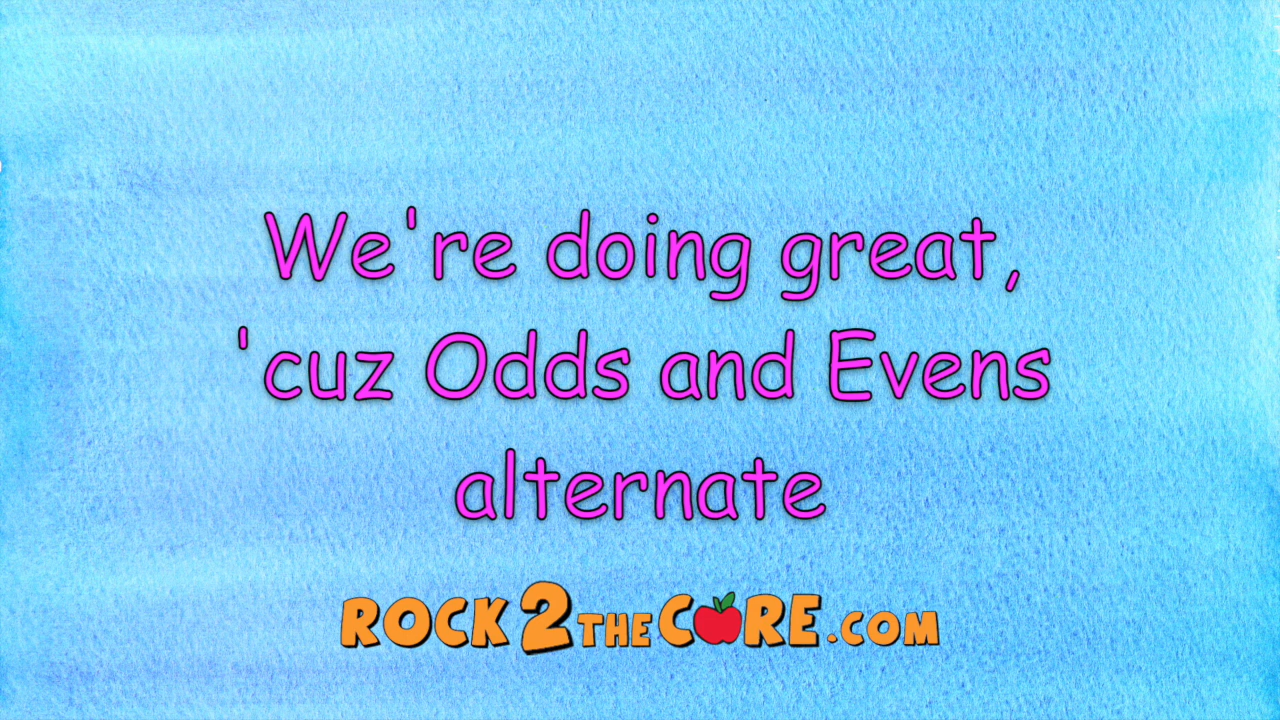 We're doing great,
'cuz Odds and Evens
alternate
ROCK2THECORE.COM